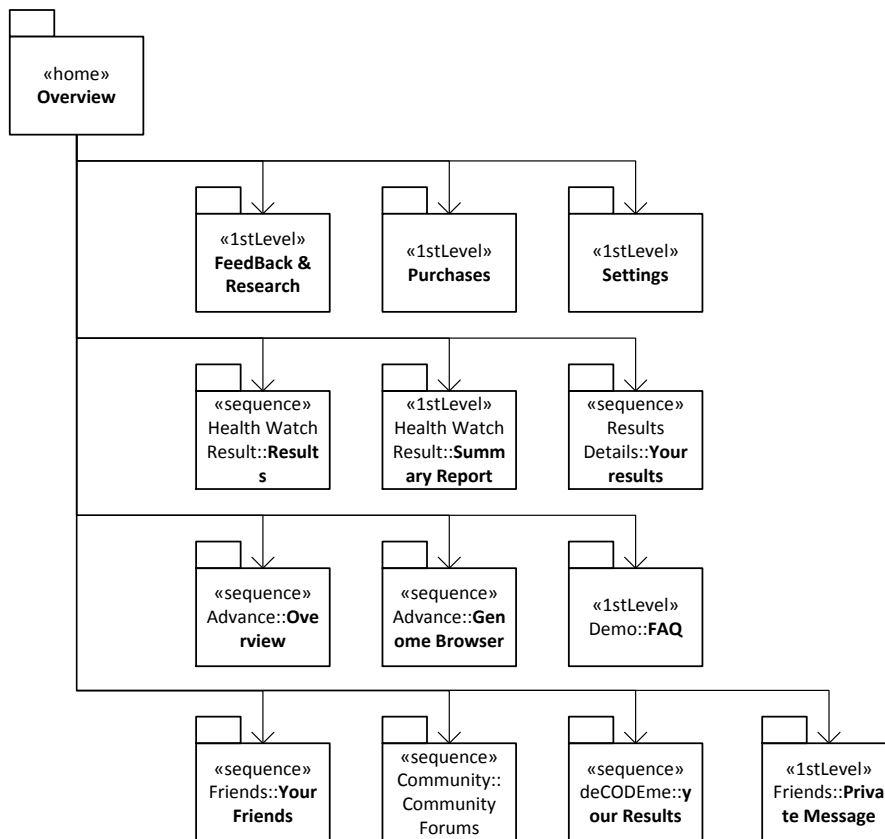 «home»
Overview
«1stLevel»
FeedBack &
Research
«1stLevel»
Purchases
«1stLevel»
Settings
«sequence»
Health Watch
Result::Result
s
«1stLevel»
Health Watch
Result::Summ
ary Report
«sequence»
Results
Details::Your
results
«sequence»
Advance::Ove
rview
«sequence»
Advance::Gen
ome Browser
«1stLevel»
Demo::FAQ
«sequence»
Friends::Your
Friends
«sequence»
Community::
Community
Forums
«sequence»
deCODEme::y
our Results
«1stLevel»
Friends::Priva
te Message